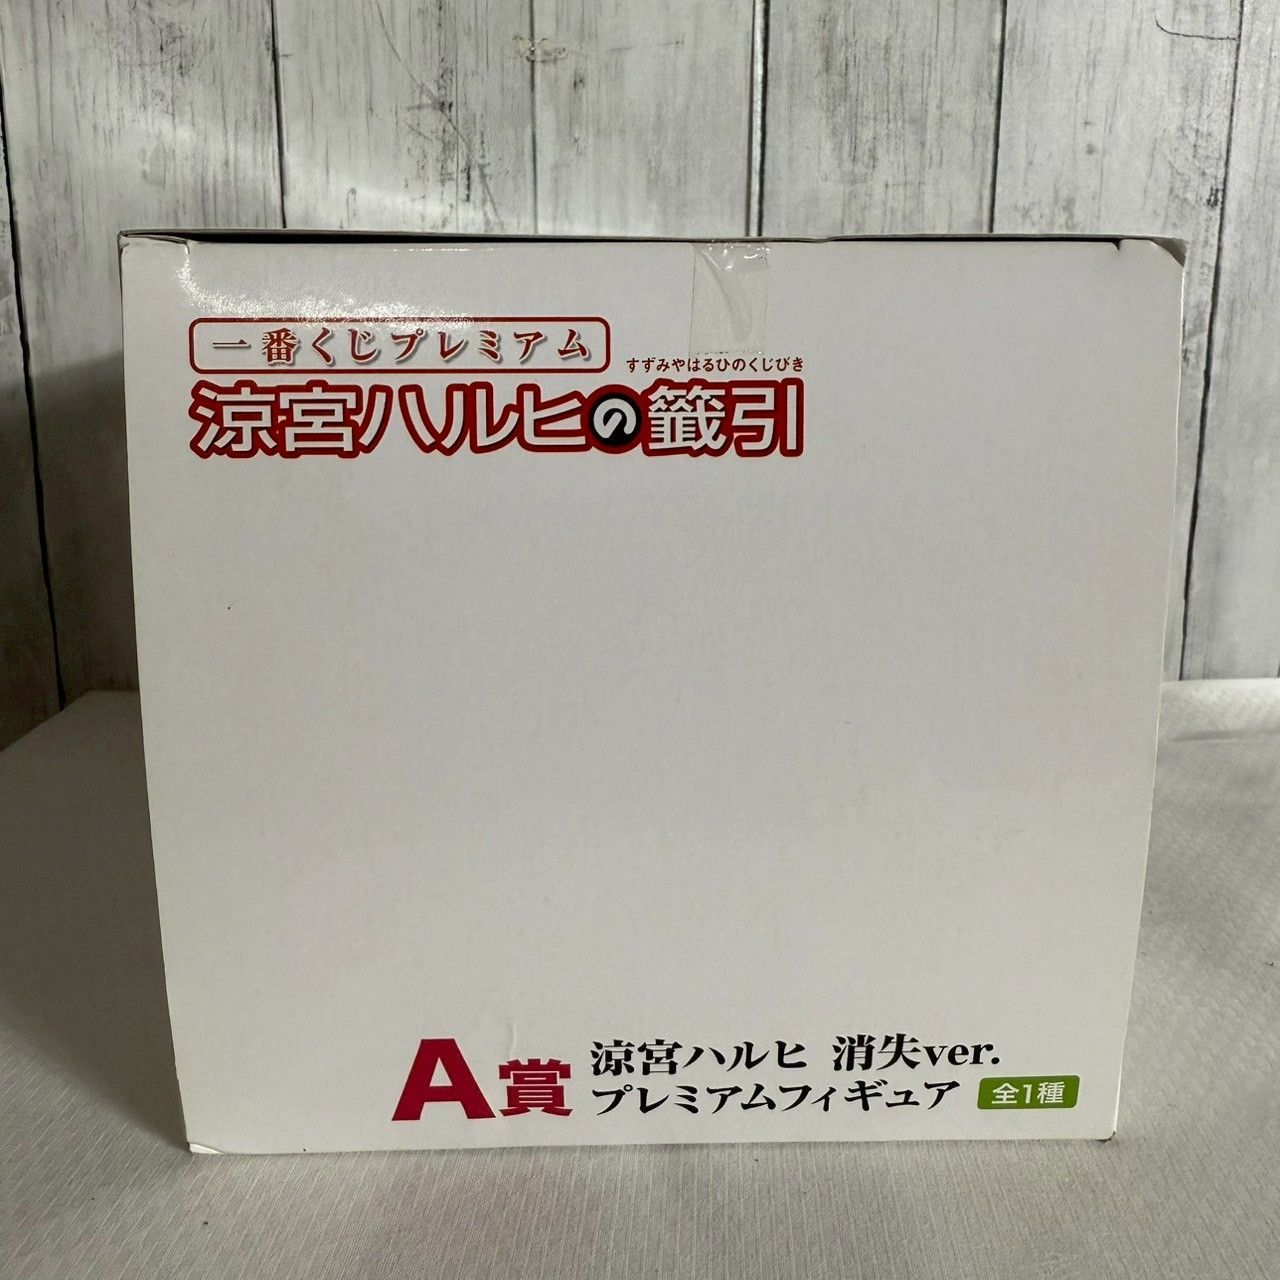 一番くじプレミアム
すずみやはるひのくじびき
涼宮ハルヒの籤引
A賞
涼宮ハルヒ 消失ver.
プレミアムフィギュア
全1種